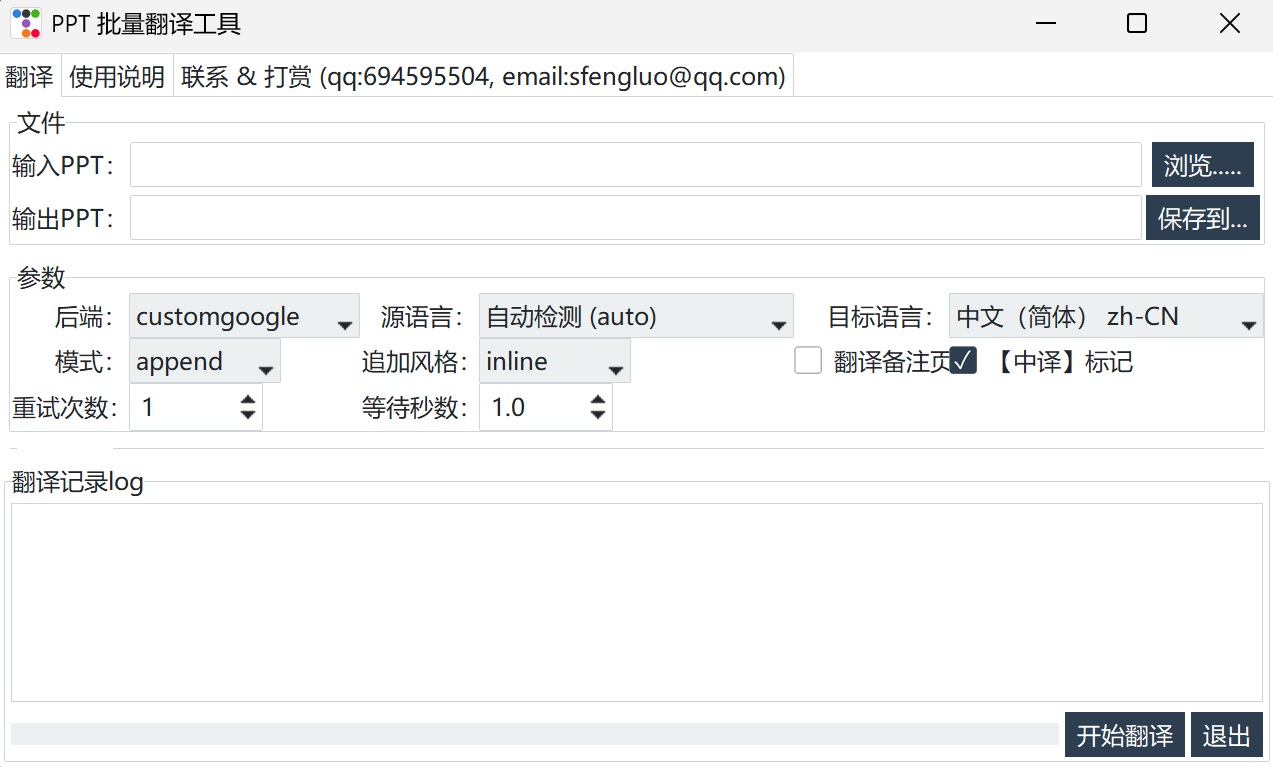 PPT 批量翻译工具
翻译 使用说明 联系 & 打赏 (qq:694595504, email:sfengluo@qq.com)
文件
输入PPT： 浏览.....
输出PPT： 保存到...
参数
后端： customgoogle 源语言： 自动检测 (auto) 目标语言： 中文（简体） zh-CN
模式： append 追加风格： inline 翻译备注页 【中译】标记
重试次数： 1 等待秒数： 1.0
翻译记录log
开始翻译 退出